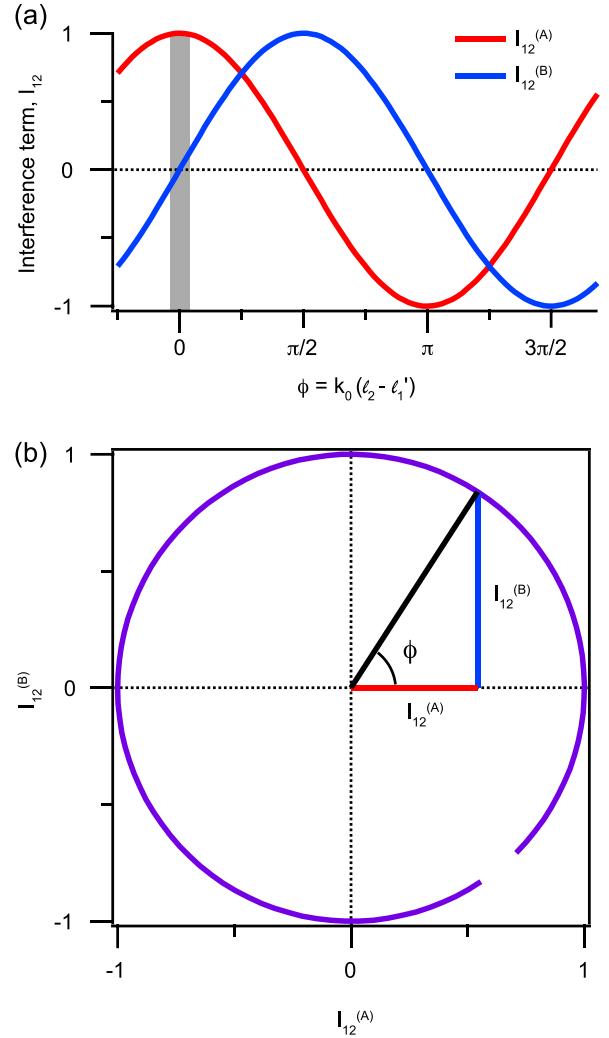 (a)
1
0
-1
Interference term, I₁₂
I₁₂⁽ᴬ⁾
I₁₂⁽ᴮ⁾
0 π/2 π 3π/2
ϕ = k₀(ℓ₂ - ℓ₁')
(b)
1
0
-1
I₁₂⁽ᴮ⁾
I₁₂⁽ᴮ⁾
ϕ
I₁₂⁽ᴬ⁾
-1 0 1
I₁₂⁽ᴬ⁾